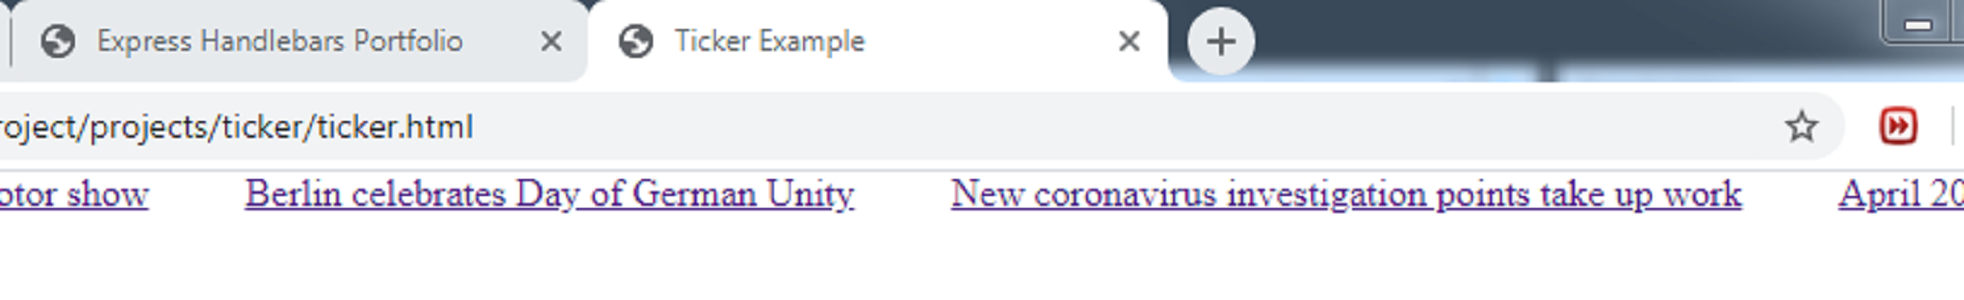 Express Handlebars Portfolio Ticker Example
roject/projects/ticker/ticker.html
otor show Berlin celebrates Day of German Unity New coronavirus investigation points take up work April 20